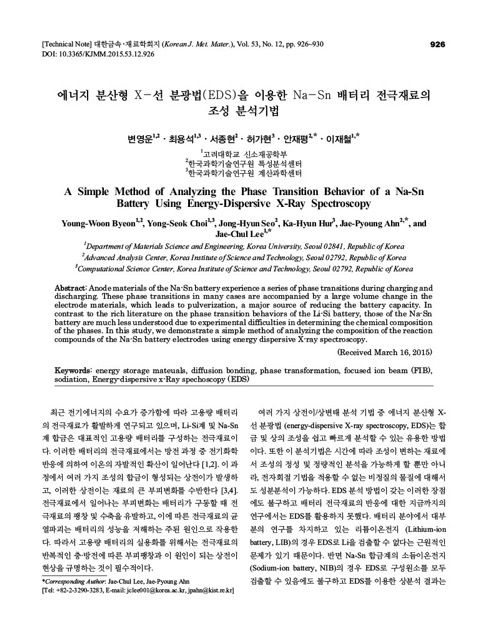 [Technical Note] 대한금속·재료학회지 (Korean J. Met. Mater.), Vol. 53, No. 12, pp. 926~930
DOI: 10.3365/KJMM.2015.53.12.926
926
에너지 분산형 X-선 분광법(EDS)을 이용한 Na-Sn 배터리 전극재료의
조성 분석기법
변영운1,2 · 최용석1,3 · 서종현2 · 허가현3 · 안재평2,* · 이재철1,*
1고려대학교 신소재공학부
2한국과학기술연구원 특성분석센터
3한국과학기술연구원 계산과학센터
A Simple Method of Analyzing the Phase Transition Behavior of a Na-Sn
Battery Using Energy-Dispersive X-Ray Spectroscopy
Young-Woon Byeon1,2, Yong-Seok Choi1,3, Jong-Hyun Seo2, Ka-Hyun Hur3, Jae-Pyoung Ahn2,*, and
Jae-Chul Lee1,*
1Department of Materials Science and Engineering, Korea University, Seoul 02841, Republic of Korea
2Advanced Analysis Center, Korea Institute of Science and Technology, Seoul 02792, Republic of Korea
3Computational Science Center, Korea Institute of Science and Technology, Seoul 02792, Republic of Korea
Abstract: Anode materials of the Na-Sn battery experience a series of phase transitions during charging and
discharging. These phase transitions in many cases are accompanied by a large volume change in the
electrode materials, which leads to pulverization, a major source of reducing the battery capacity. In
contrast to the rich literature on the phase transition behaviors of the Li-Si battery, those of the Na-Sn
battery are much less understood due to experimental difficulties in determining the chemical composition
of the phases. In this study, we demonstrate a simple method of analyzing the composition of the reaction
compounds of the Na-Sn battery electrodes using energy dispersive X-ray spectroscopy.
(Received March 16, 2015)
Keywords: energy storage mateuals, diffusion bonding, phase transformation, focused ion beam (FIB),
sodiation, Energy-dispersive x-Ray spechoscopy (EDS)
최근 전기에너지의 수요가 증가함에 따라 고용량 배터리
의 전극재료가 활발하게 연구되고 있으며, Li-Si계 및 Na-Sn
계 합금은 대표적인 고용량 배터리를 구성하는 전극재료이
다. 이러한 배터리의 전극재료에서는 방전 과정 중 전기화학
반응에 의하여 이온의 자발적인 확산이 일어난다 [1,2]. 이 과
정에서 여러 가지 조성의 합금이 형성되는 상전이가 발생하
고, 이러한 상전이는 재료의 큰 부피변화를 수반한다 [3,4].
전극재료에서 일어나는 부피변화는 배터리가 구동할 때 전
극재료의 팽창 및 수축을 유발하고, 이에 따른 전극재료의 균
열파괴는 배터리의 성능을 저해하는 주된 원인으로 작용한
다. 따라서 고용량 배터리의 실용화를 위해서는 전극재료의
반복적인 충·방전에 따른 부피팽창과 이 원인이 되는 상전이
현상을 규명하는 것이 필수적이다.
*Corresponding Author: Jae-Chul Lee, Jae-Pyoung Ahn
[Tel: +82-2-3290-3283, E-mail: jclee001@korea.ac.kr, jpahn@kist.re.kr]
여러 가지 상전이/상변태 분석 기법 중 에너지 분산형 X-
선 분광법 (energy-dispersive X-ray spectroscopy, EDS)는 합
금 및 상의 조성을 쉽고 빠르게 분석할 수 있는 유용한 방법
이다. 또한 이 분석기법은 시간에 따라 조성이 변하는 재료에
서 조성의 정성 및 정량적인 분석을 가능하게 할 뿐만 아니
라, 전자회절 기법을 적용할 수 없는 비정질의 물질에 대해서
도 성분분석이 가능하다. EDS 분석 방법이 갖는 이러한 장점
에도 불구하고 배터리 전극재료의 반응에 대한 지금까지의
연구에서는 EDS를 활용하지 못했다. 배터리 분야에서 대부
분의 연구를 차지하고 있는 리튬이온전지 (Lithium-ion
battery, LIB)의 경우 EDS로 Li을 검출할 수 없다는 근원적인
문제가 있기 때문이다. 반면 Na-Sn 합금계의 소듐이온전지
(Sodium-ion battery, NIB)의 경우 EDS로 구성원소를 모두
검출할 수 있음에도 불구하고 EDS를 이용한 상분석 결과는